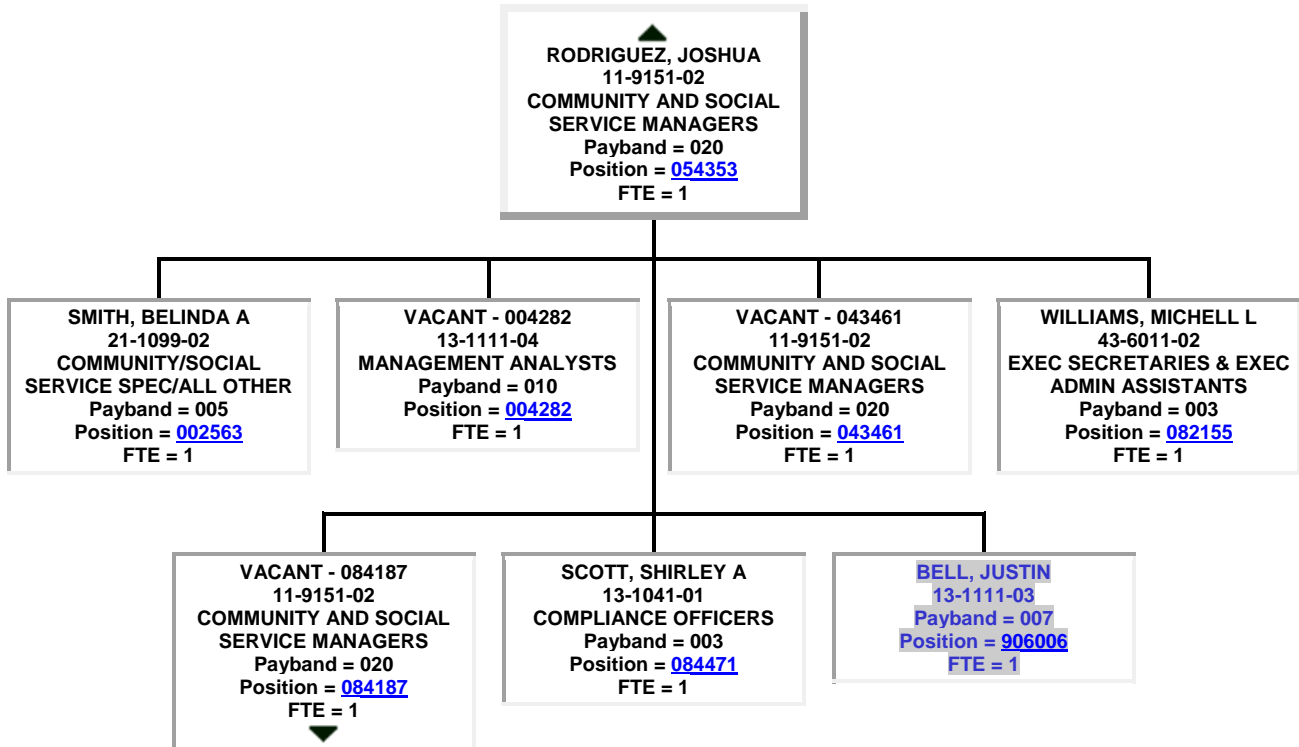 RODRIGUEZ, JOSHUA
11-9151-02
COMMUNITY AND SOCIAL
SERVICE MANAGERS
Payband = 020
Position = 054353
FTE = 1
SMITH, BELINDA A
21-1099-02
COMMUNITY/SOCIAL
SERVICE SPEC/ALL OTHER
Payband = 005
Position = 002563
FTE = 1
VACANT - 004282
13-1111-04
MANAGEMENT ANALYSTS
Payband = 010
Position = 004282
FTE = 1
VACANT - 043461
11-9151-02
COMMUNITY AND SOCIAL
SERVICE MANAGERS
Payband = 020
Position = 043461
FTE = 1
WILLIAMS, MICHELL L
43-6011-02
EXEC SECRETARIES & EXEC
ADMIN ASSISTANTS
Payband = 003
Position = 082155
FTE = 1
VACANT - 084187
11-9151-02
COMMUNITY AND SOCIAL
SERVICE MANAGERS
Payband = 020
Position = 084187
FTE = 1
SCOTT, SHIRLEY A
13-1041-01
COMPLIANCE OFFICERS
Payband = 003
Position = 084471
FTE = 1
BELL, JUSTIN
13-1111-03
Payband = 007
Position = 906006
FTE = 1